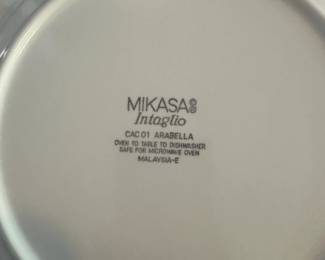 MIKASA
Intaglio
CAC01 ARABELLA
OVEN TO TABLE TO DISHWASHER
SAFE FOR MICROWAVE OVEN
MALAYSIA-E